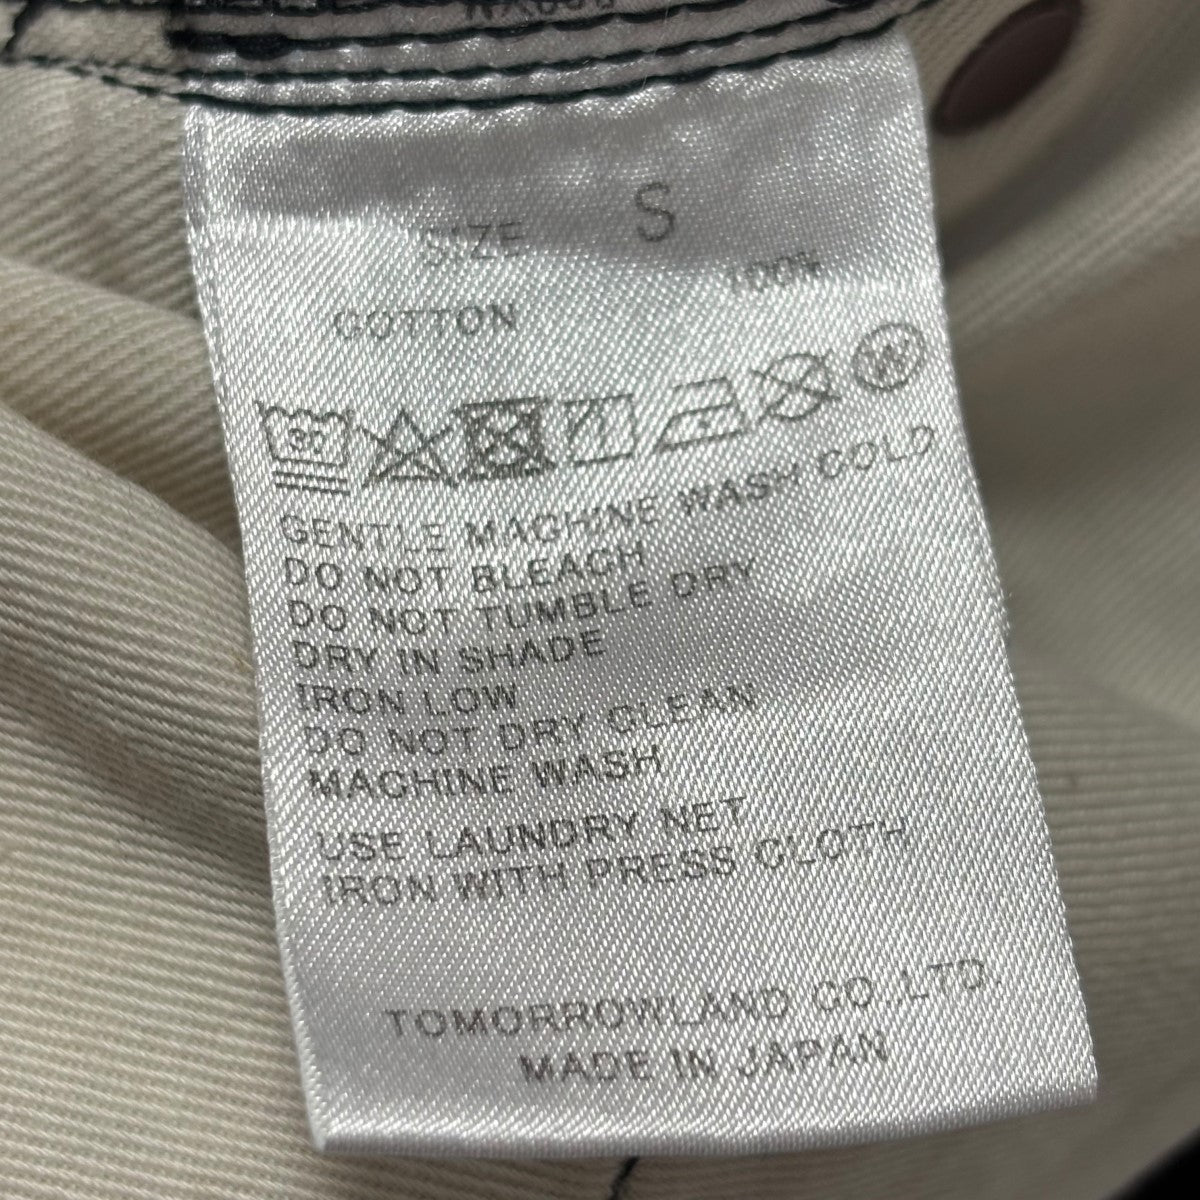 SIZE S
COTTON 100%
30
W
GENTLE MACHINE WASH COLD
DO NOT BLEACH
DO NOT TUMBLE DRY
DRY IN SHADE
IRON LOW
DO NOT DRY CLEAN
MACHINE WASH
USE LAUNDRY NET
IRON WITH PRESS CLOTH
TOMORROWLAND CO.,LTD.
MADE IN JAPAN